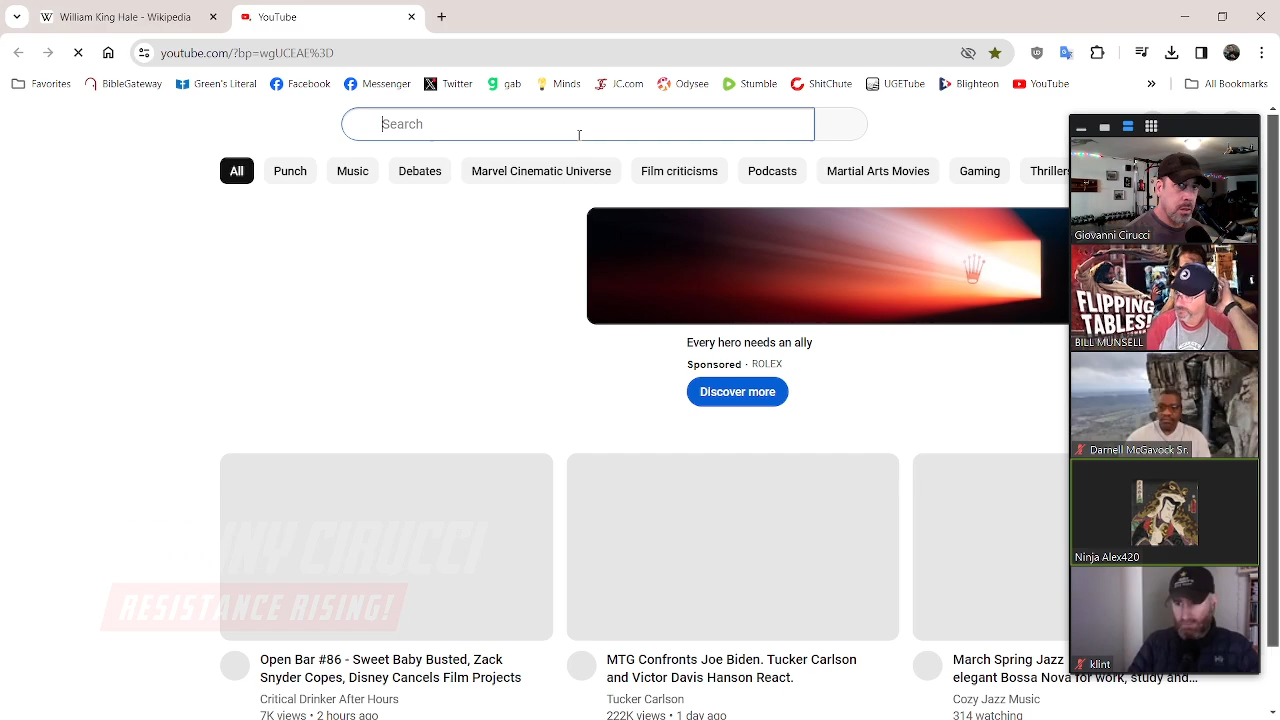 William King Hale - Wikipedia
YouTube
youtube.com/?bp=wgUCEAE%3D
Favorites
BibleGateway
Green's Literal
Facebook
Messenger
Twitter
gab
Minds
JC.com
Odysee
Stumble
ShitChute
UGETube
Blighteon
YouTube
All Bookmarks
Search
All
Punch
Music
Debates
Marvel Cinematic Universe
Film criticisms
Podcasts
Martial Arts Movies
Gaming
Thrillers
Every hero needs an ally
Sponsored · ROLEX
Discover more
Giovanni Cirucci
FLIPPING
TABLES!
BILL MUNSELL
Darnell McGavock Sr.
Ninja Alex420
klint
CIRUCCI
RESISTANCE RISING!
Open Bar #86 - Sweet Baby Busted, Zack
Snyder Copes, Disney Cancels Film Projects
Critical Drinker After Hours
7K views • 2 hours ago
MTG Confronts Joe Biden. Tucker Carlson
and Victor Davis Hanson React.
Tucker Carlson
222K views • 1 day ago
March Spring Jazz
elegant Bossa Nova for work, study and...
Cozy Jazz Music
314 watching